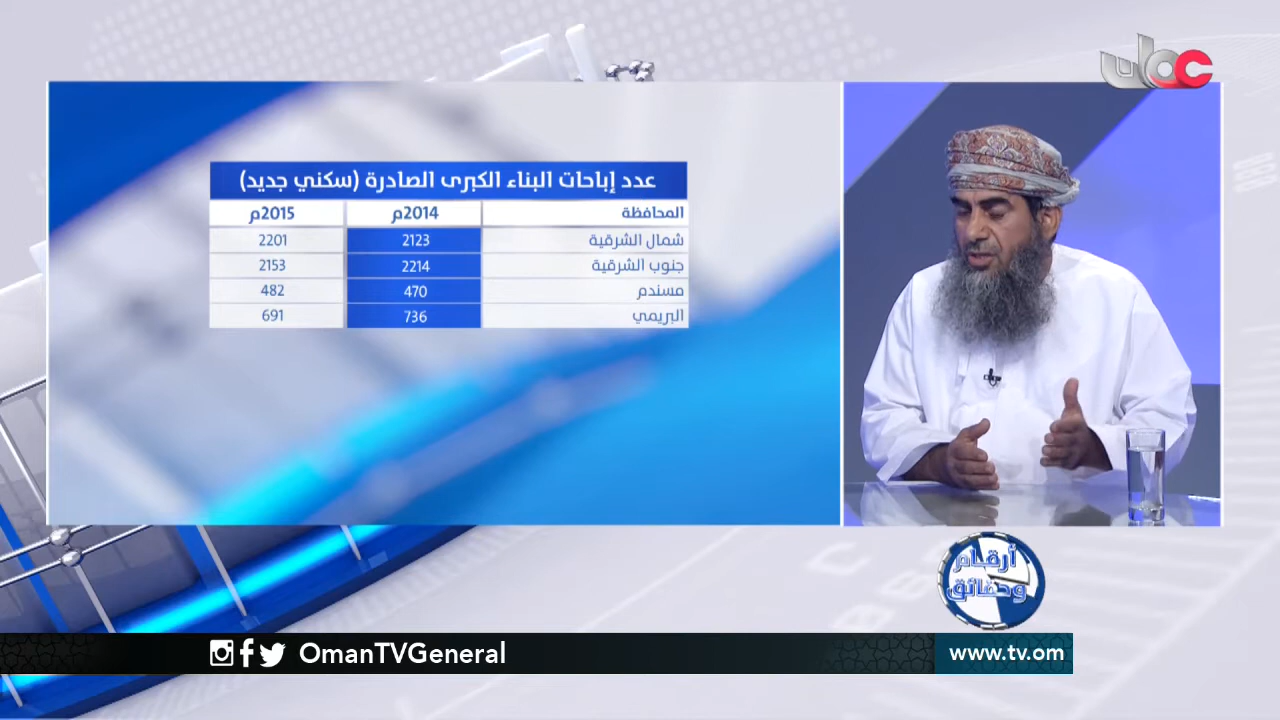 عمان
عدد إباحات البناء الكبرى الصادرة (سكني جديد)
المحافظة 2014م 2015م
شمال الشرقية 2123 2201
جنوب الشرقية 2214 2153
مسندم 470 482
البريمي 736 691
أرقام
وحقائق
OmanTVGeneral
www.tv.om